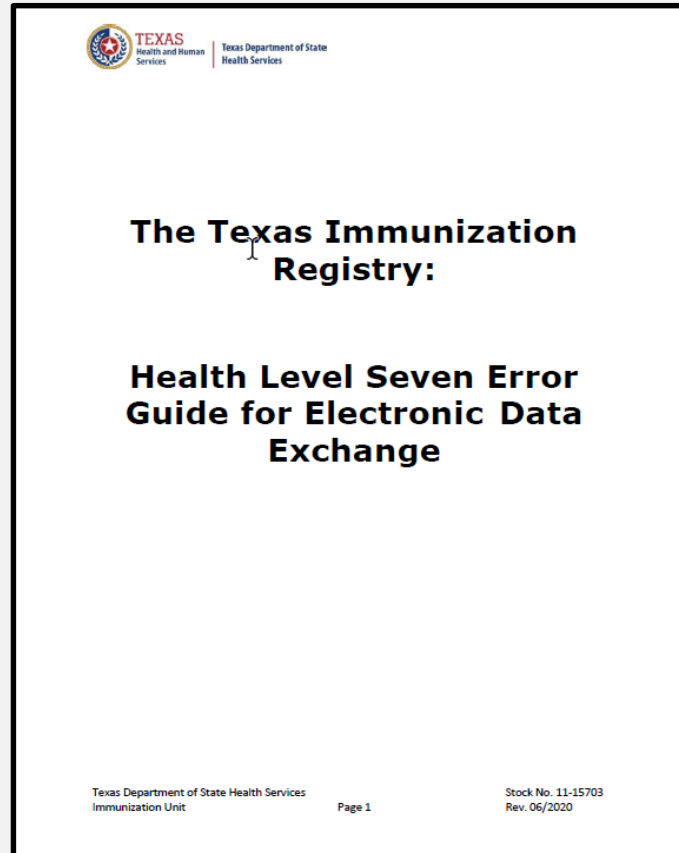 TEXAS
Health and Human
Services
Texas Department of State
Health Services
The Texas Immunization
Registry:
Health Level Seven Error
Guide for Electronic Data
Exchange
Texas Department of State Health Services
Immunization Unit
Page 1
Stock No. 11-15703
Rev. 06/2020